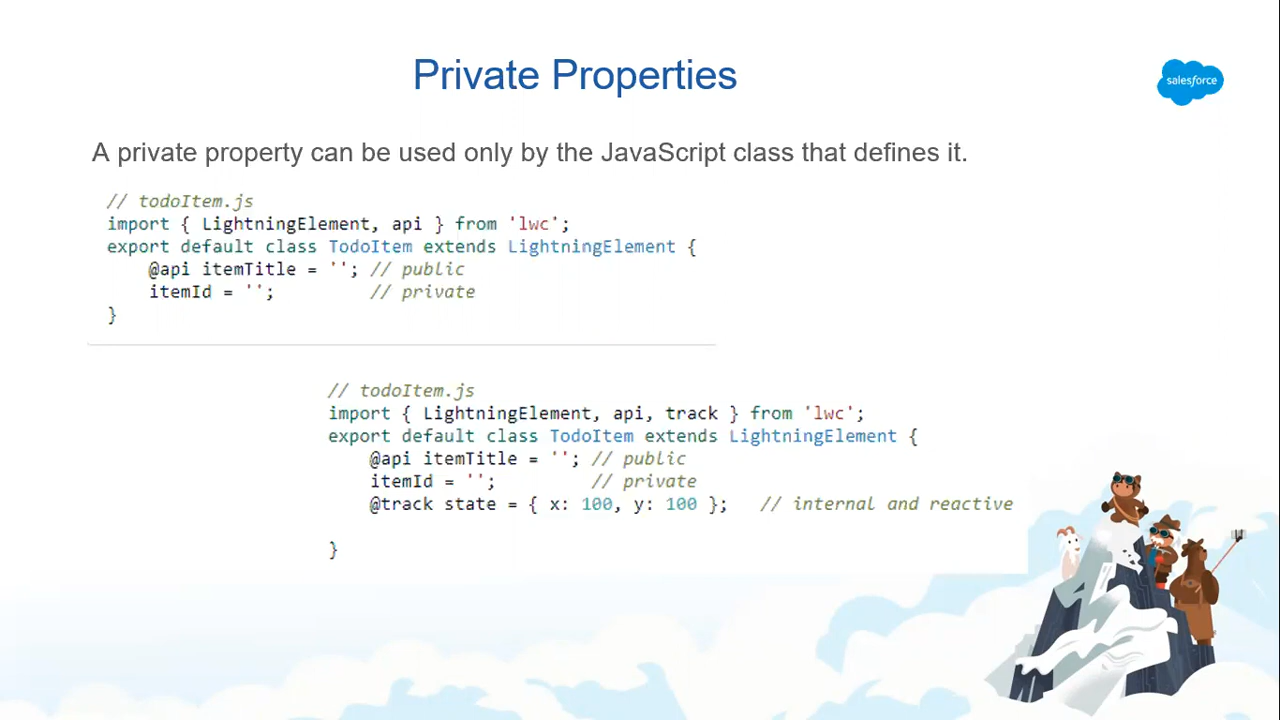 Private Properties
salesforce
A private property can be used only by the JavaScript class that defines it.
// todoItem.js
import { LightningElement, api } from 'lwc';
export default class TodoItem extends LightningElement {
    @api itemTitle = ''; // public
    itemId = '';         // private
}
// todoItem.js
import { LightningElement, api, track } from 'lwc';
export default class TodoItem extends LightningElement {
    @api itemTitle = ''; // public
    itemId = '';         // private
    @track state = { x: 100, y: 100 };   // internal and reactive
}